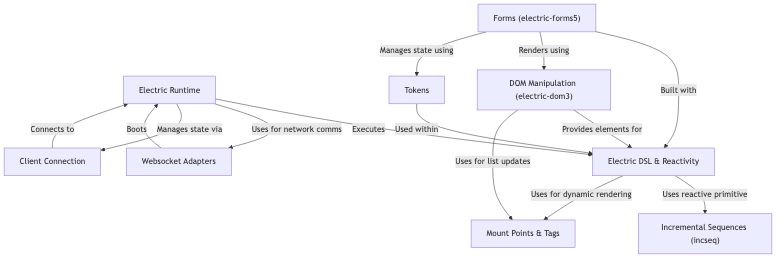 Forms (electric-forms5)
Manages state using
Renders using
Electric Runtime
Tokens
DOM Manipulation
(electric-dom3)
Built with
Connects to
Boots
Manages state via
Uses for network comms
Executes
Used within
Provides elements for
Client Connection
Websocket Adapters
Uses for list updates
Electric DSL & Reactivity
Uses for dynamic rendering
Uses reactive primitive
Mount Points & Tags
Incremental Sequences
(incseq)